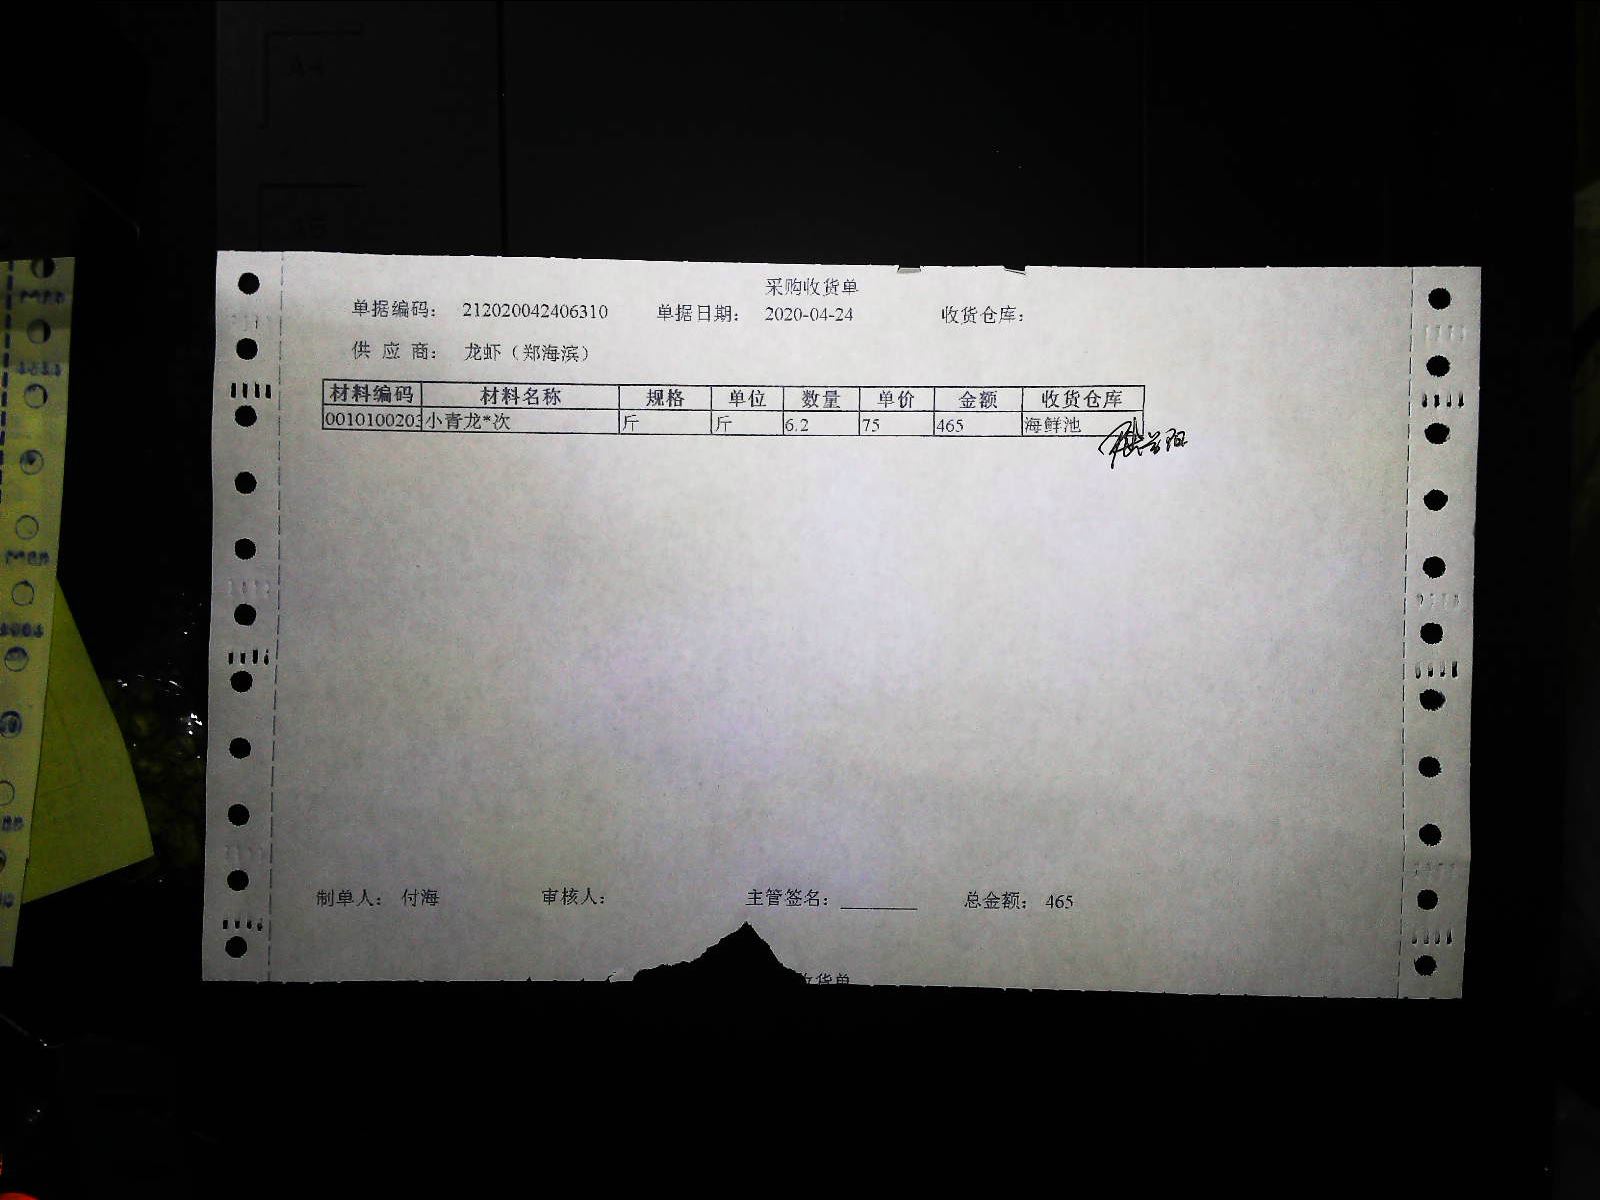 采购收货单
单据编码： 212020042406310 单据日期： 2020-04-24 收货仓库：
供 应 商： 龙虾（郑海滨）
材料编码 材料名称 规格 单位 数量 单价 金额 收货仓库
0010100203 小青龙*次 斤 斤 6.2 75 465 海鲜池
制单人： 付海 审核人： 主管签名： ________ 总金额： 465
收货单